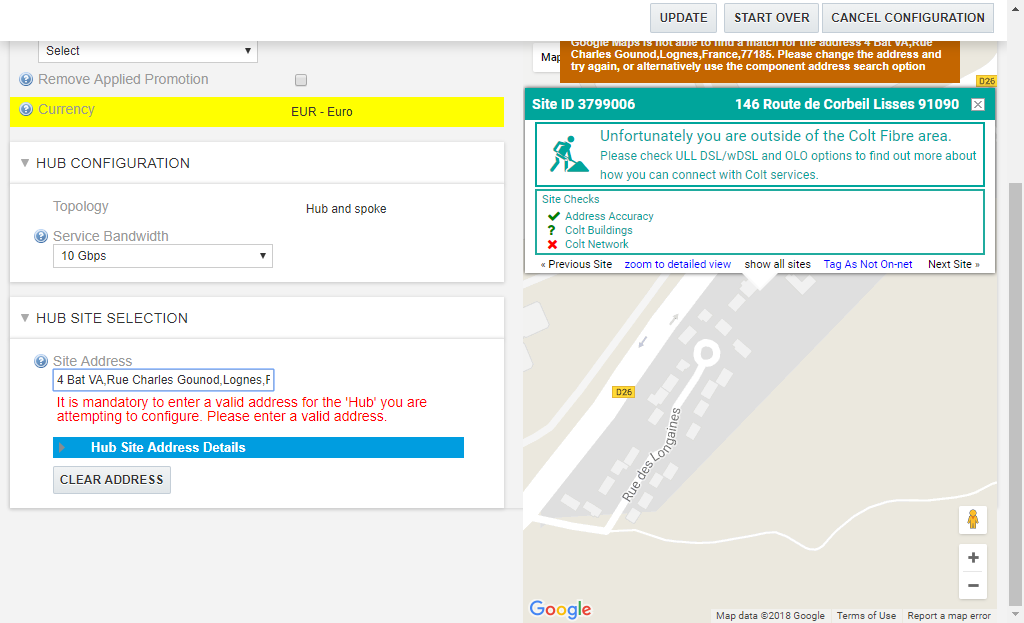 UPDATE
START OVER
CANCEL CONFIGURATION
Select
Remove Applied Promotion
Currency
EUR - Euro
HUB CONFIGURATION
Topology
Hub and spoke
Service Bandwidth
10 Gbps
HUB SITE SELECTION
Site Address
4 Bat VA,Rue Charles Gounod,Lognes,F
It is mandatory to enter a valid address for the 'Hub' you are
attempting to configure. Please enter a valid address.
Hub Site Address Details
CLEAR ADDRESS
Map
Google Maps is not able to find a match for the address 4 Bat VA,Rue
Charles Gounod,Lognes,France,77185. Please change the address and
try again, or alternatively use the component address search option
D26
Site ID 3799006
146 Route de Corbeil Lisses 91090
Unfortunately you are outside of the Colt Fibre area.
Please check ULL DSL/wDSL and OLO options to find out more about
how you can connect with Colt services.
Site Checks
Address Accuracy
? Colt Buildings
Colt Network
« Previous Site
zoom to detailed view
show all sites
Tag As Not On-net
Next Site »
D26
Rue des Longaines
Google
Map data ©2018 Google
Terms of Use
Report a map error